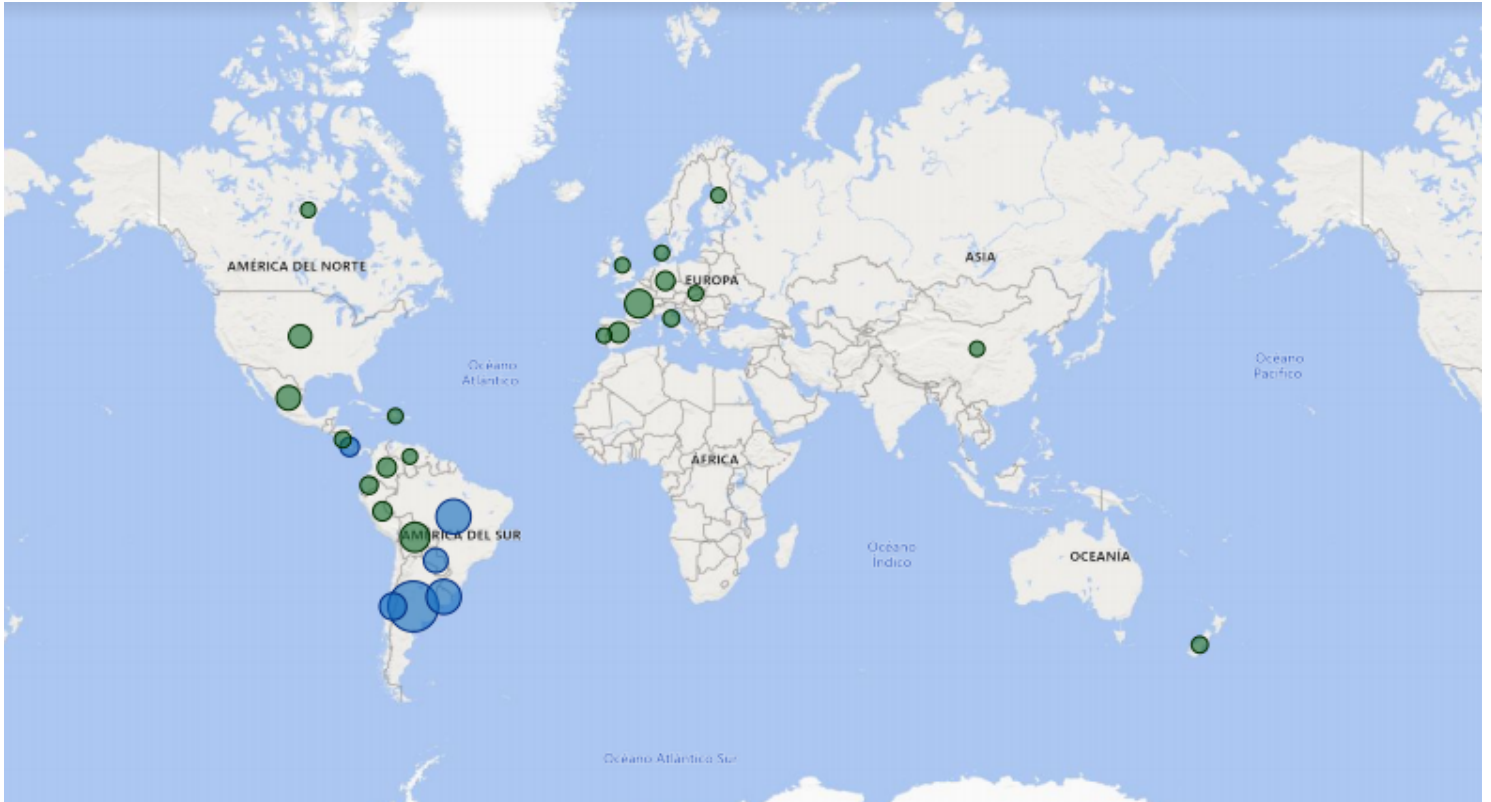 AMÉRICA DEL NORTE
EUROPA
ASIA
Océano
Atlántico
Océano
Pacífico
ÁFRICA
AMÉRICA DEL SUR
Océano
Índico
OCEANÍA
Océano Atlántico Sur